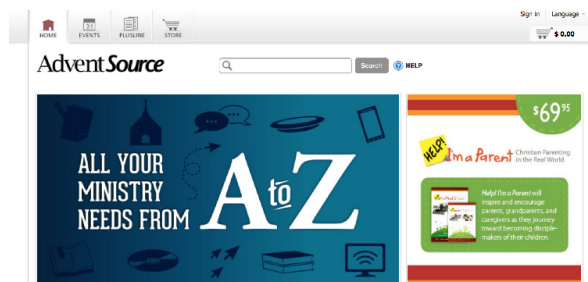 Sign in Language
HOME EVENTS PLUSLINE STORE
$ 0.00
AdventSource
Search
? HELP
ALL YOUR
MINISTRY
NEEDS FROM
A to Z
$69.95
HELP!
I'm a Parent
Christian Parenting
in the Real World
Help! I'm a Parent will
inspire and encourage
parents, grandparents, and
caregivers as they journey
toward becoming disciple-
makers of their children.